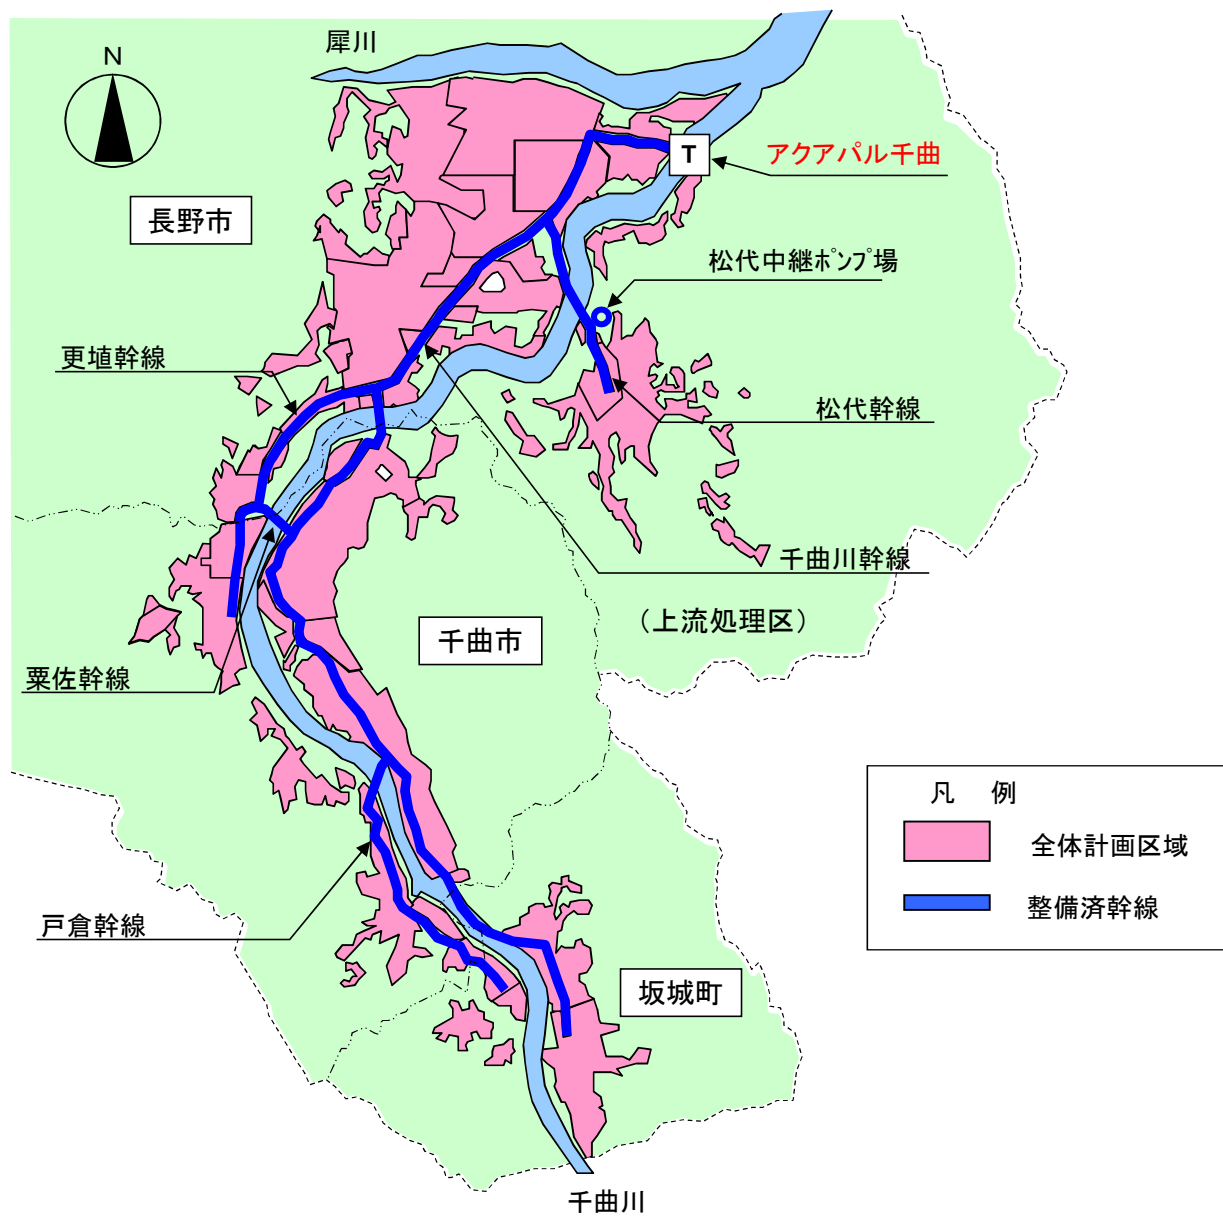 犀川
N
T
アクアパル千曲
長野市
松代中継ポンプ場
更埴幹線
松代幹線
千曲川幹線
(上流処理区)
千曲市
粟佐幹線
凡 例
全体計画区域
整備済幹線
戸倉幹線
坂城町
千曲川